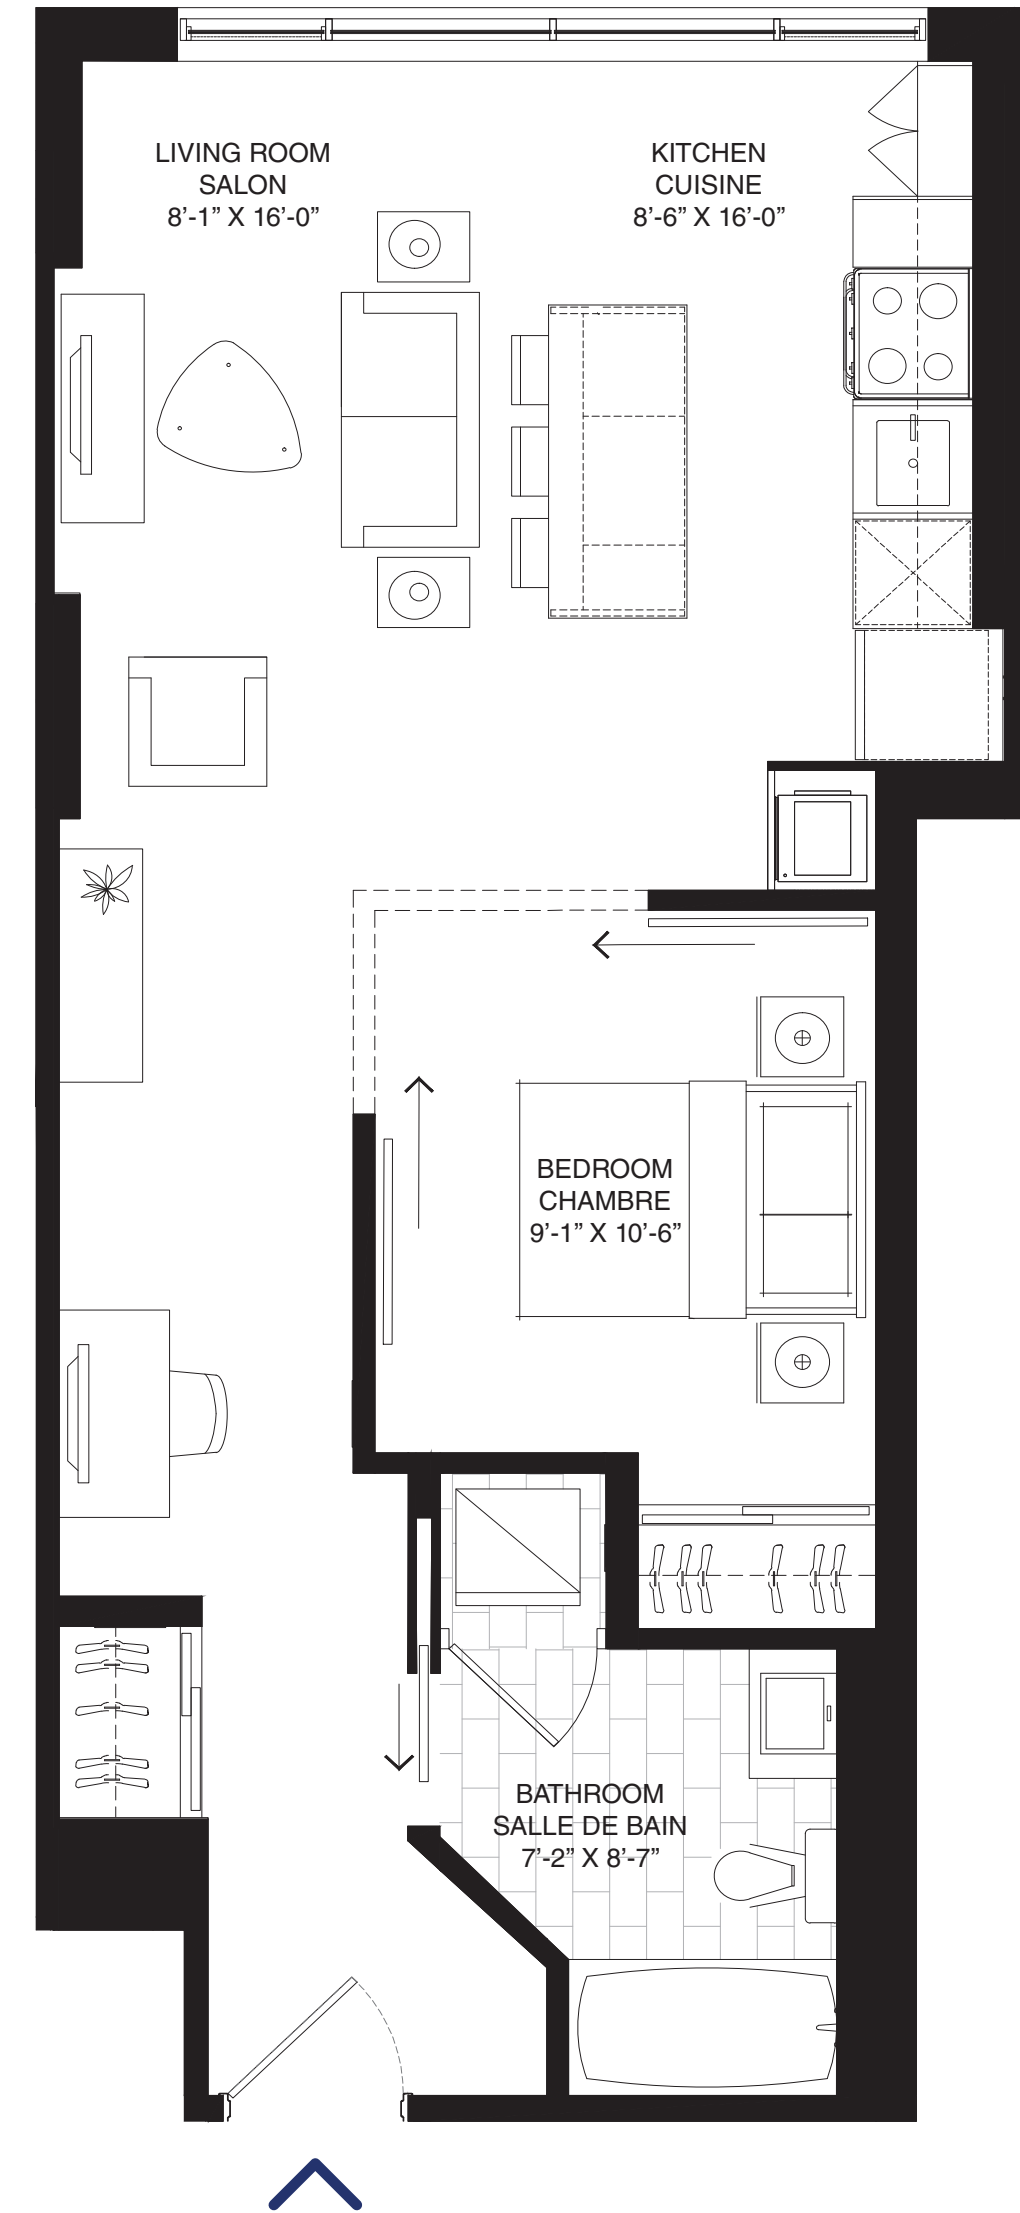 LIVING ROOM
SALON
8’-1” X 16’-0”
KITCHEN
CUISINE
8’-6” X 16’-0”
BEDROOM
CHAMBRE
9’-1” X 10’-6”
BATHROOM
SALLE DE BAIN
7’-2” X 8’-7”